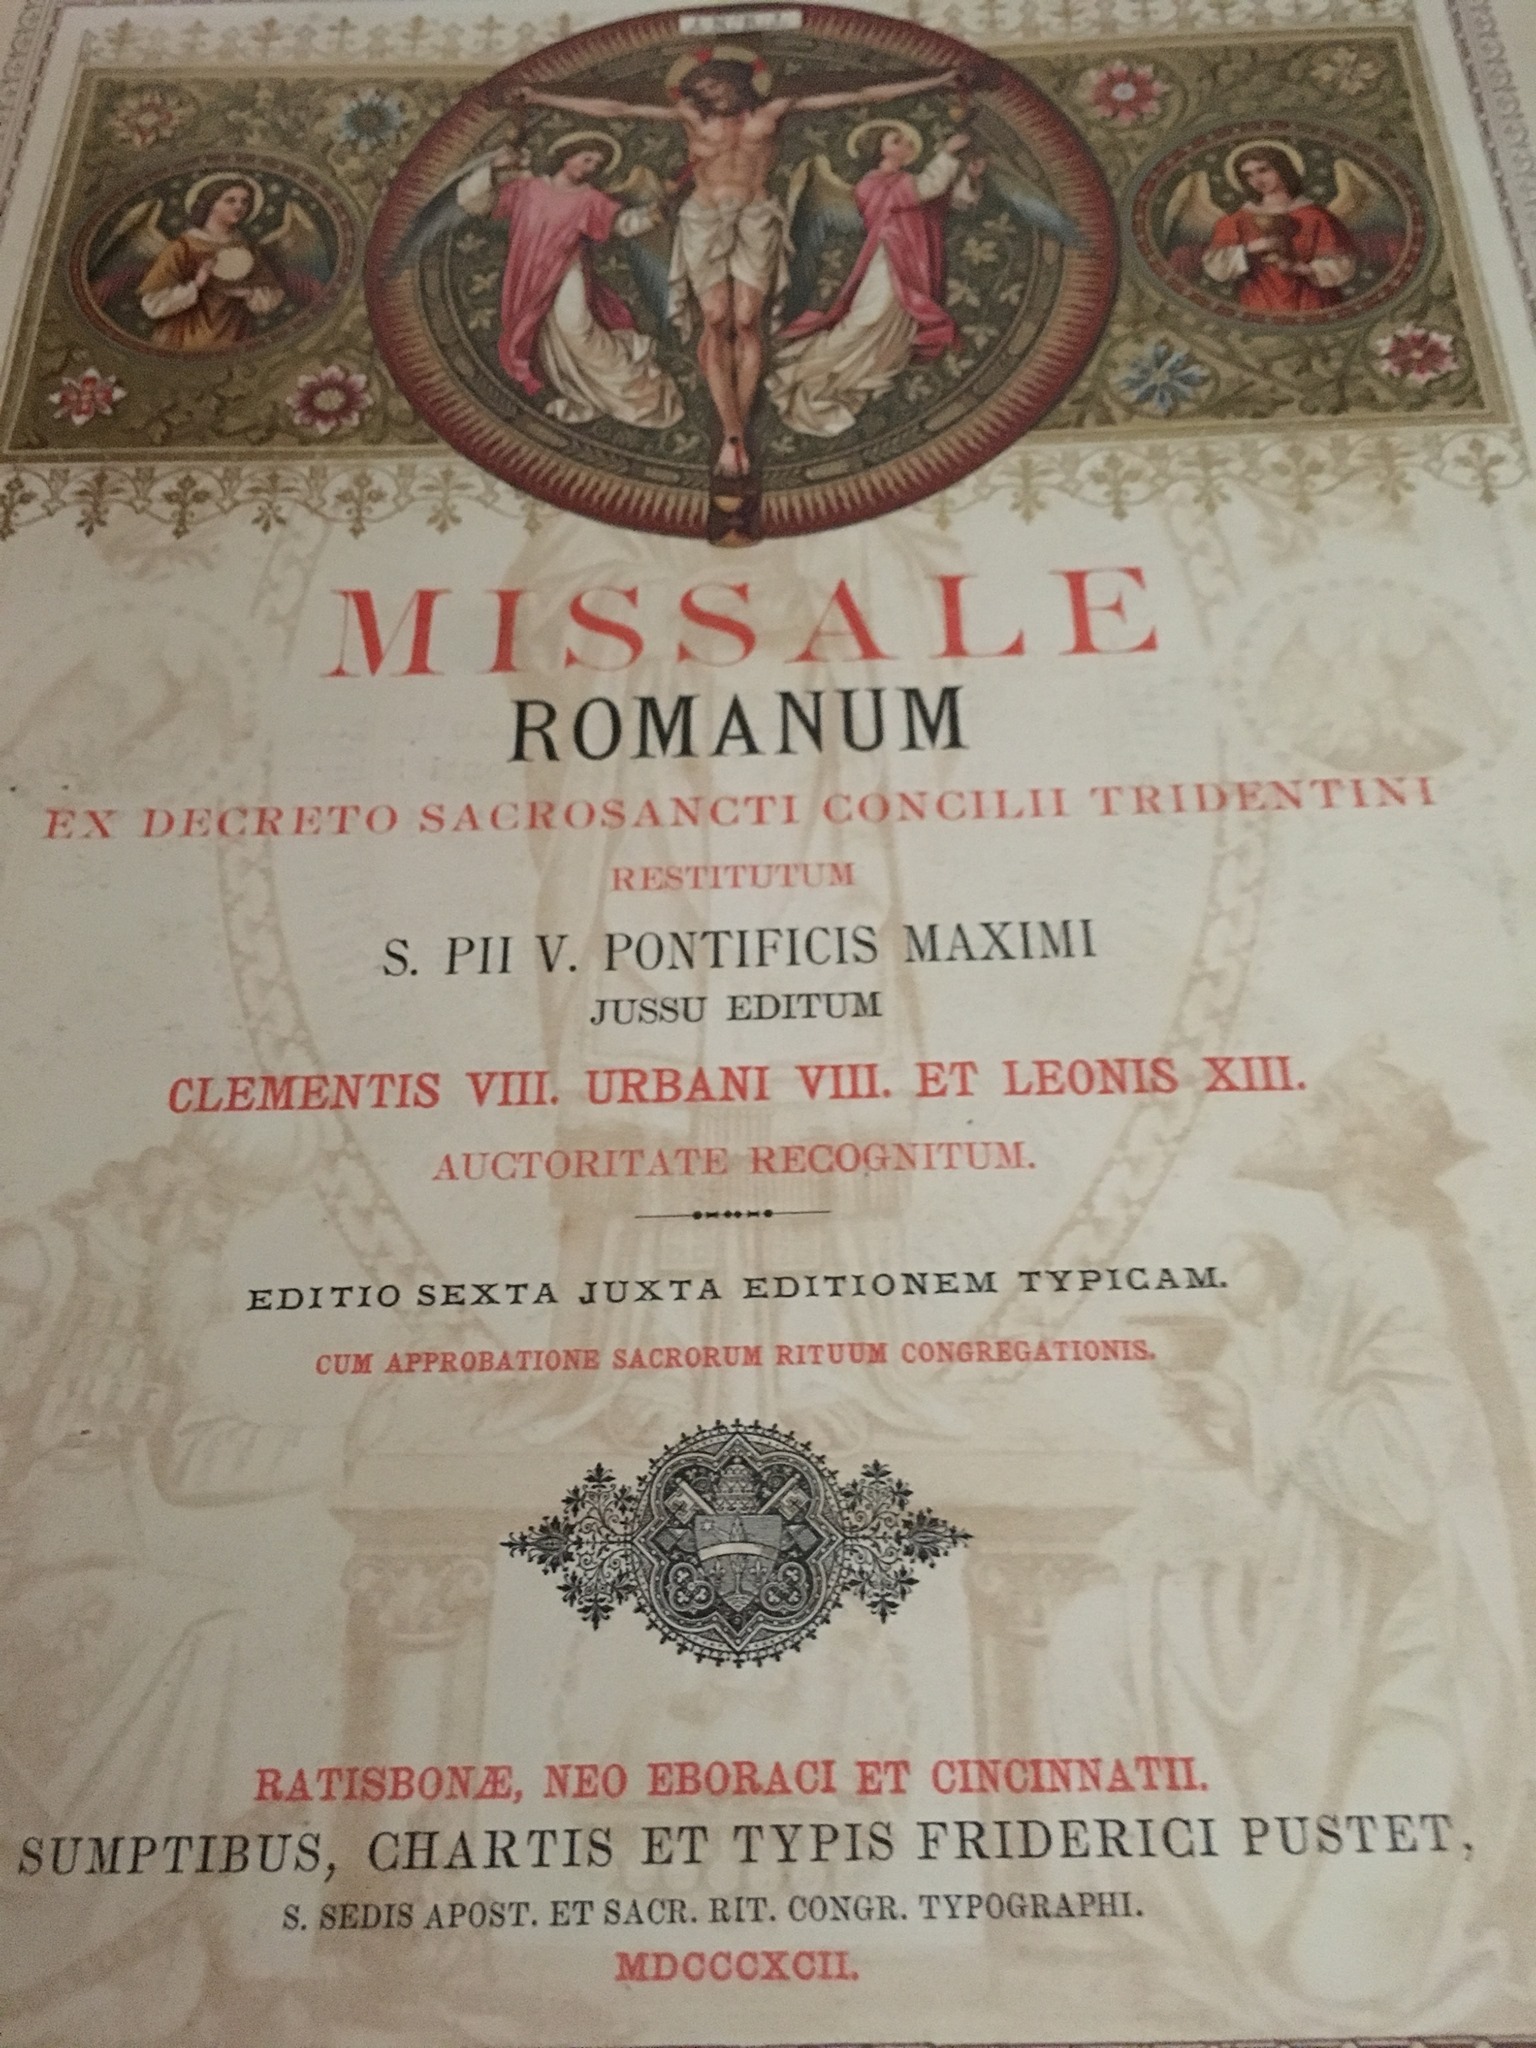 MISSALE
ROMANUM
EX DECRETO SACROSANCTI CONCILII TRIDENTINI
RESTITUTUM
S. PII V. PONTIFICIS MAXIMI
JUSSU EDITUM
CLEMENTIS VIII. URBANI VIII. ET LEONIS XIII.
AUCTORITATE RECOGNITUM.
EDITIO SEXTA JUXTA EDITIONEM TYPICAM.
CUM APPROBATIONE SACRORUM RITUUM CONGREGATIONIS.
RATISBONÆ, NEO EBORACI ET CINCINNATII.
SUMPTIBUS, CHARTIS ET TYPIS FRIDERICI PUSTET,
S. SEDIS APOST. ET SACR. RIT. CONGR. TYPOGRAPHI.
MDCCCXCII.